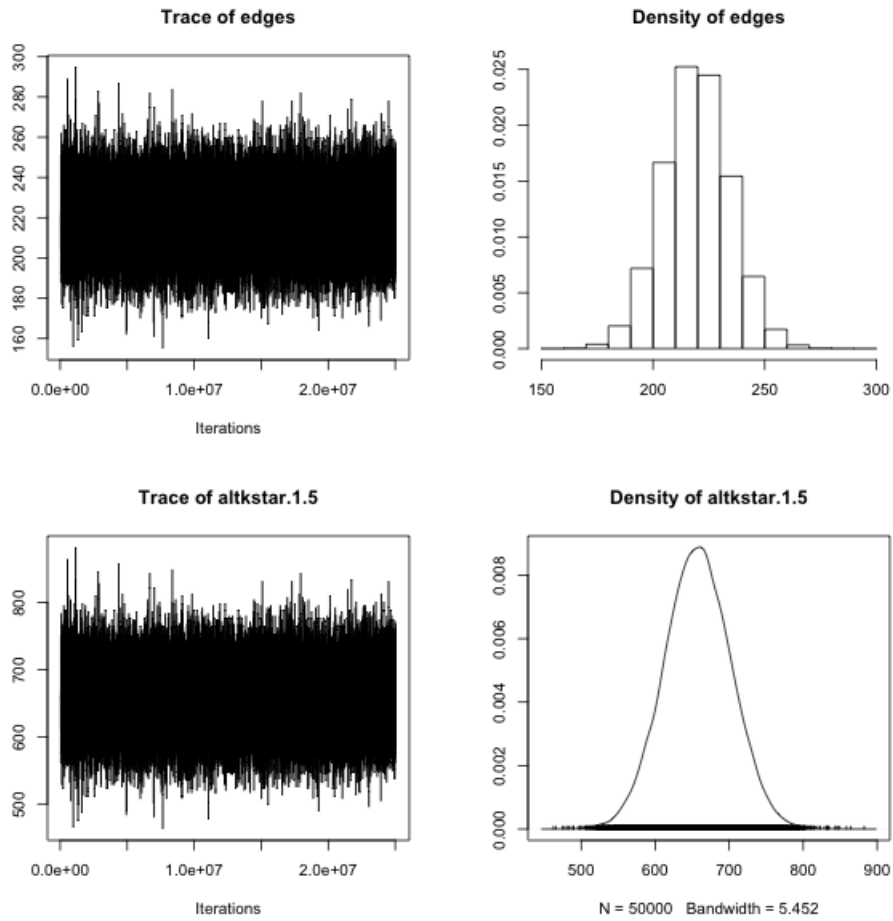 Trace of edges
300
280
260
240
220
200
180
160
0.0e+00 1.0e+07 2.0e+07
Iterations
Density of edges
0.025
0.020
0.015
0.010
0.005
0.000
150 200 250 300
Trace of altkstar.1.5
800
700
600
500
0.0e+00 1.0e+07 2.0e+07
Iterations
Density of altkstar.1.5
0.008
0.006
0.004
0.002
0.000
500 600 700 800 900
N = 50000 Bandwidth = 5.452